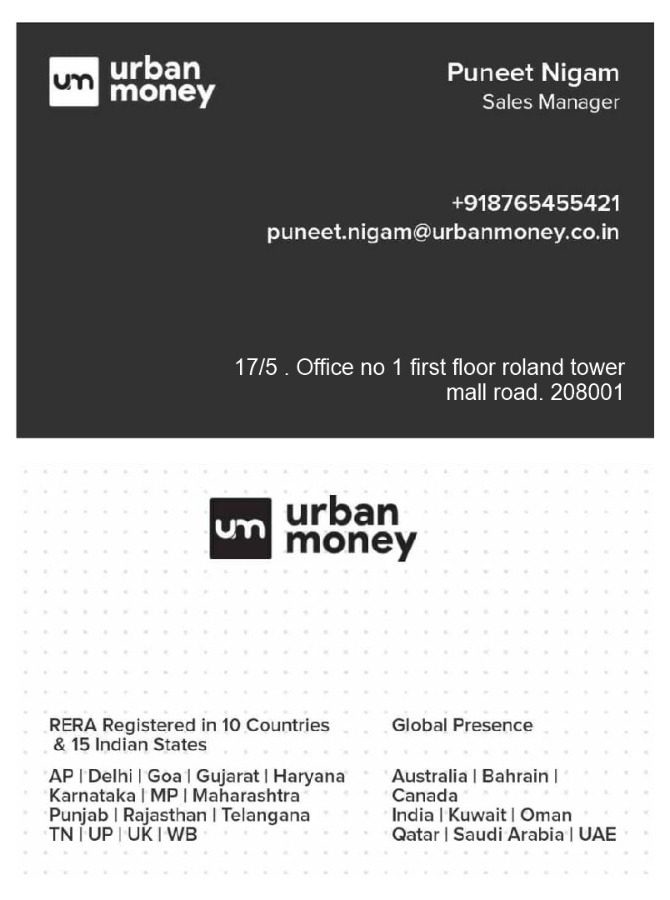 um urban
money
Puneet Nigam
Sales Manager
+918765455421
puneet.nigam@urbanmoney.co.in
17/5 . Office no 1 first floor roland tower
mall road. 208001
um urban
money
RERA Registered in 10 Countries
& 15 Indian States
AP | Delhi | Goa | Gujarat | Haryana
Karnataka | MP | Maharashtra
Punjab | Rajasthan | Telangana
TN | UP | UK | WB
Global Presence
Australia | Bahrain |
Canada
India | Kuwait | Oman
Qatar | Saudi Arabia | UAE